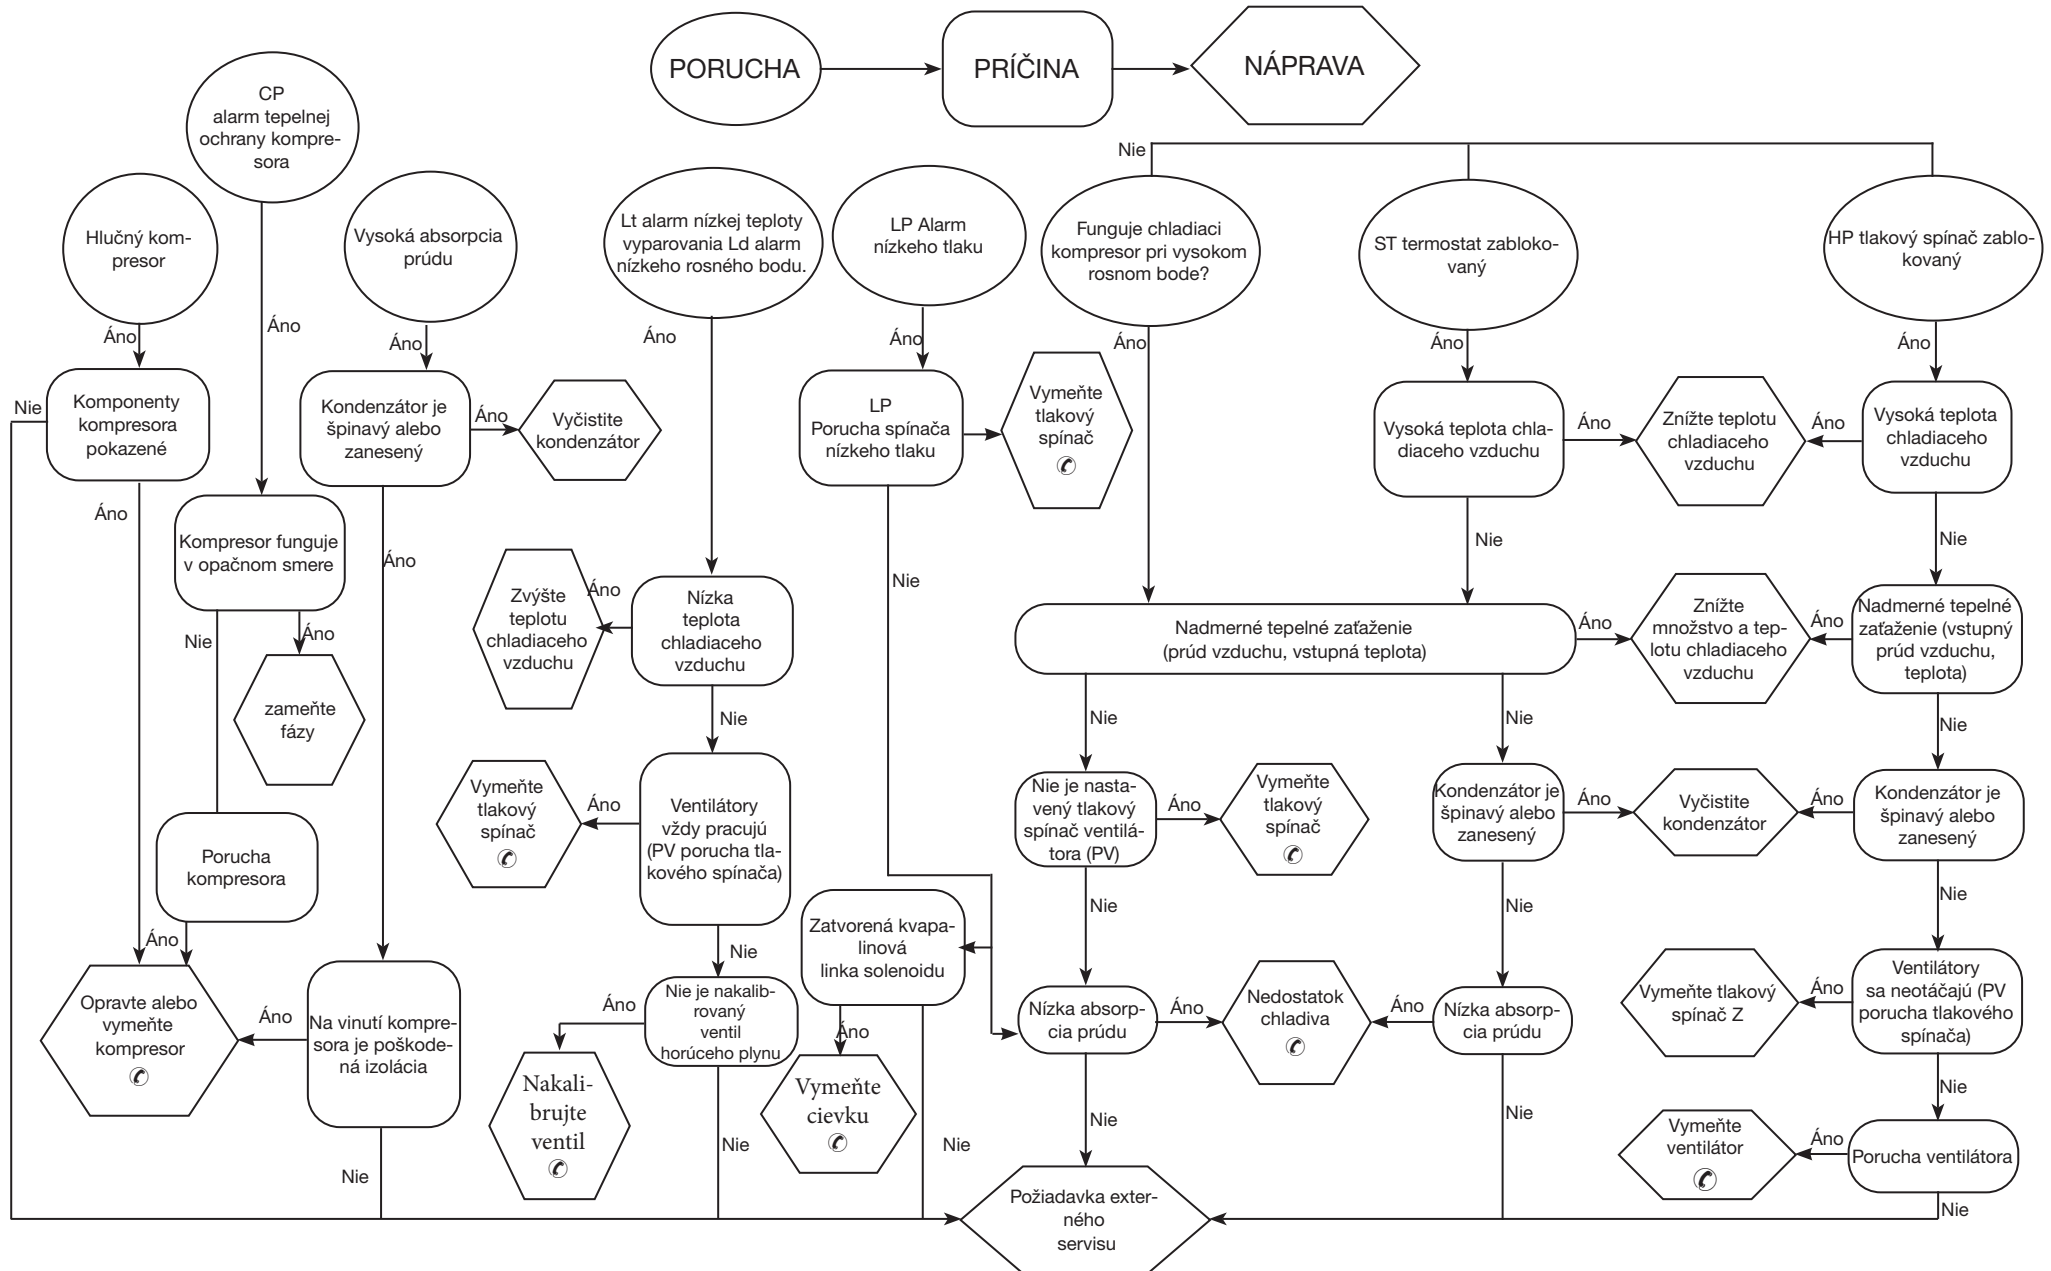 PORUCHA
PRÍČINA
NÁPRAVA
CP
alarm tepelnej
ochrany kompre-
sora
Hlučný kom-
presor
Vysoká absorpcia
prúdu
Lt alarm nízkej teploty
vyparovania Ld alarm
nízkeho rosného bodu.
LP Alarm
nízkeho tlaku
Nie
Funguje chladiaci
kompresor pri vysokom
rosnom bode?
ST termostat zabloko-
vaný
HP tlakový spínač zablo-
kovaný
Áno
Áno
Áno
Áno
Áno
Áno
Áno
Áno
Nie
Komponenty
kompresora
pokazené
Kondenzátor je
špinavý alebo
zanesený
Áno
Vyčistite
kondenzátor
LP
Porucha spínača
nízkeho tlaku
Vymeňte
tlakový
spínač
✆
Vysoká teplota chla-
diaceho vzduchu
Áno
Znížte teplotu
chladiaceho
vzduchu
Áno
Vysoká teplota
chladiaceho
vzduchu
Áno
Kompresor funguje
v opačnom smere
Áno
Nie
Nie
Nie
Zvýšte
teplotu
chladiaceho
vzduchu
Áno
Nízka
teplota
chladiaceho
vzduchu
Nadmerné tepelné zaťaženie
(prúd vzduchu, vstupná teplota)
Áno
Znížte
množstvo a tep-
lotu chladiaceho
vzduchu
Áno
Nadmerné tepelné
zaťaženie (vstupný
prúd vzduchu,
teplota)
Nie
Áno
zameňte
fázy
Nie
Nie
Nie
Nie
Vymeňte
tlakový
spínač
✆
Áno
Ventilátory
vždy pracujú
(PV porucha tla-
kového spínača)
Nie je nasta-
vený tlakový
spínač ventilá-
tora (PV)
Áno
Vymeňte
tlakový
spínač
✆
Kondenzátor je
špinavý alebo
zanesený
Áno
Vyčistite
kondenzátor
Áno
Kondenzátor je
špinavý alebo
zanesený
Porucha
kompresora
Áno
Nie
Nie
Nie
Nie
Zatvorená kvapa-
linová
linka solenoidu
Opravte alebo
vymeňte
kompresor
✆
Áno
Na vinutí kompre-
sora je poškode-
ná izolácia
Áno
Nie je nakalib-
rovaný
ventil
horúceho plynu
Áno
Nízka absorp-
cia prúdu
Áno
Nedostatok
chladiva
✆
Áno
Nízka absorp-
cia prúdu
Vymeňte tlakový
spínač Z
Áno
Ventilátory
sa neotáčajú (PV
porucha tlakového
spínača)
Nakali-
brujte
ventil
✆
Vymeňte
cievku
✆
Nie
Nie
Nie
Nie
Nie
Nie
Vymeňte
ventilátor
✆
Áno
Porucha ventilátora
Nie
Požiadavka exter-
ného
servisu